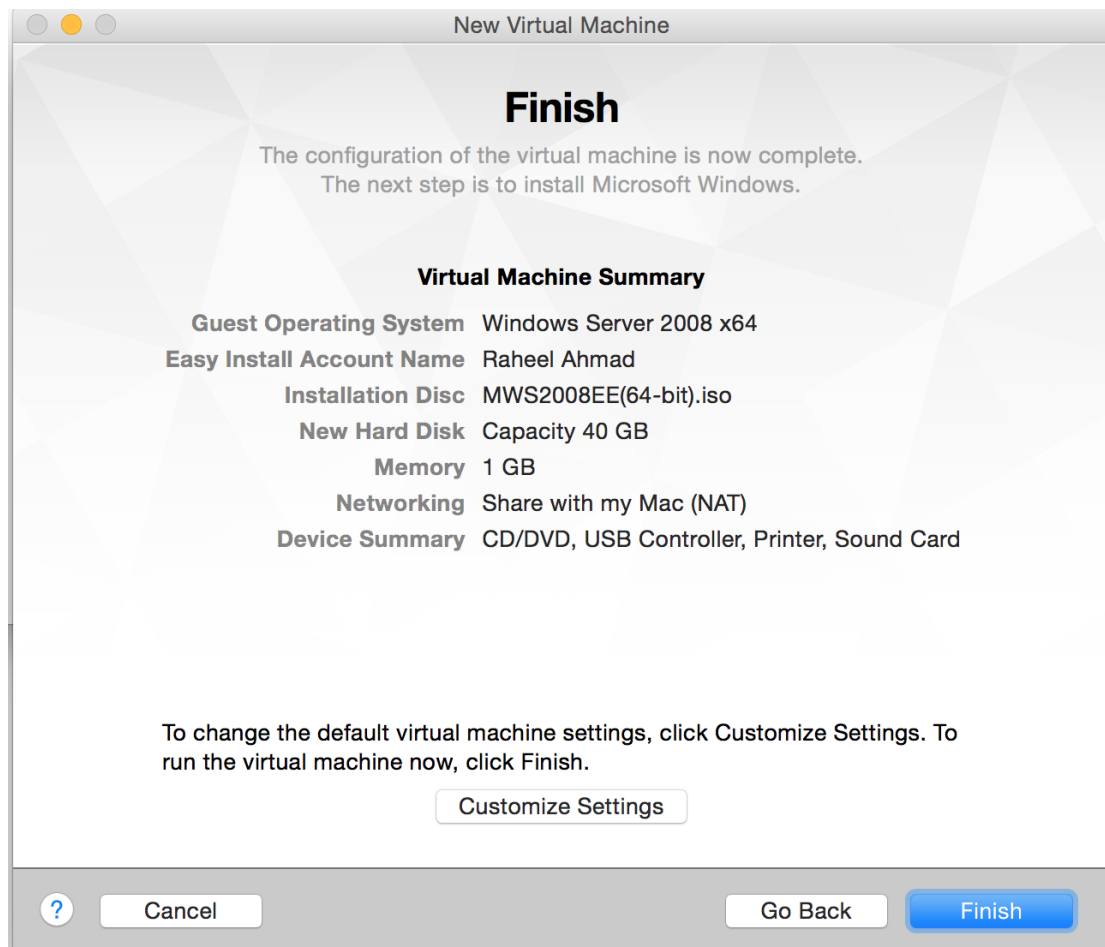 New Virtual Machine
Finish
The configuration of the virtual machine is now complete.
The next step is to install Microsoft Windows.
Virtual Machine Summary
Guest Operating System Windows Server 2008 x64
Easy Install Account Name Raheel Ahmad
Installation Disc MWS2008EE(64-bit).iso
New Hard Disk Capacity 40 GB
Memory 1 GB
Networking Share with my Mac (NAT)
Device Summary CD/DVD, USB Controller, Printer, Sound Card
To change the default virtual machine settings, click Customize Settings. To
run the virtual machine now, click Finish.
Customize Settings
? Cancel Go Back Finish